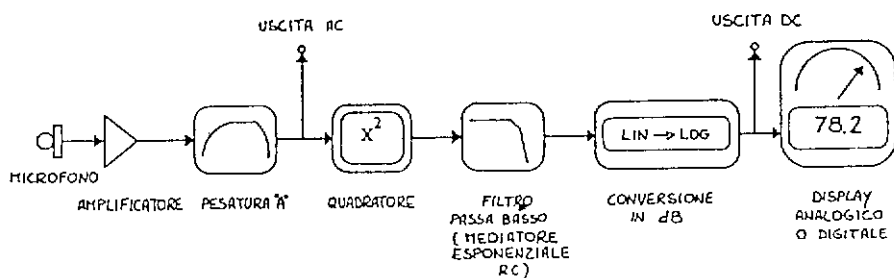 USCITA AC
USCITA DC
X²
LIN → LOG
78.2
MICROFONO
AMPLIFICATORE
PESATURA "A"
QUADRATORE
FILTRO
PASSA BASSO
( MEDIATORE
ESPONENZIALE
RC )
CONVERSIONE
IN dB
DISPLAY
ANALOGICO
O DIGITALE